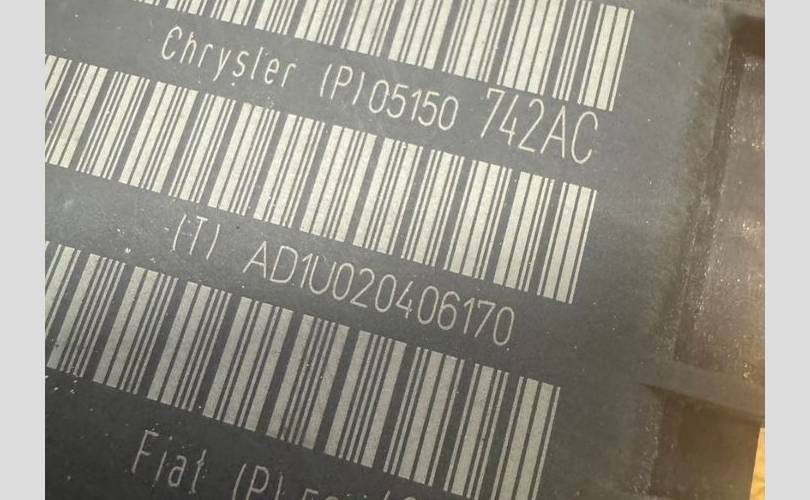 Chrysler (P) 05150 742AC
(T) AD1U020406170
Fiat (P)